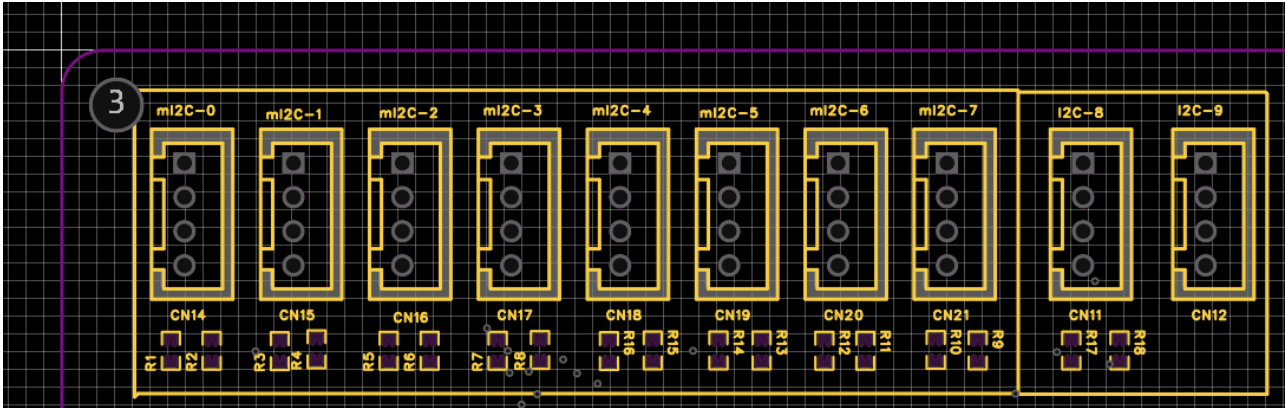 3
mI2C-0 mI2C-1 mI2C-2 mI2C-3 mI2C-4 mI2C-5 mI2C-6 mI2C-7 I2C-8 I2C-9
CN14 CN15 CN16 CN17 CN18 CN19 CN20 CN21 CN11 CN12
R1 R2 R3 R4 R5 R6 R7 R8 R16 R15 R14 R13 R12 R11 R10 R9 R17 R18